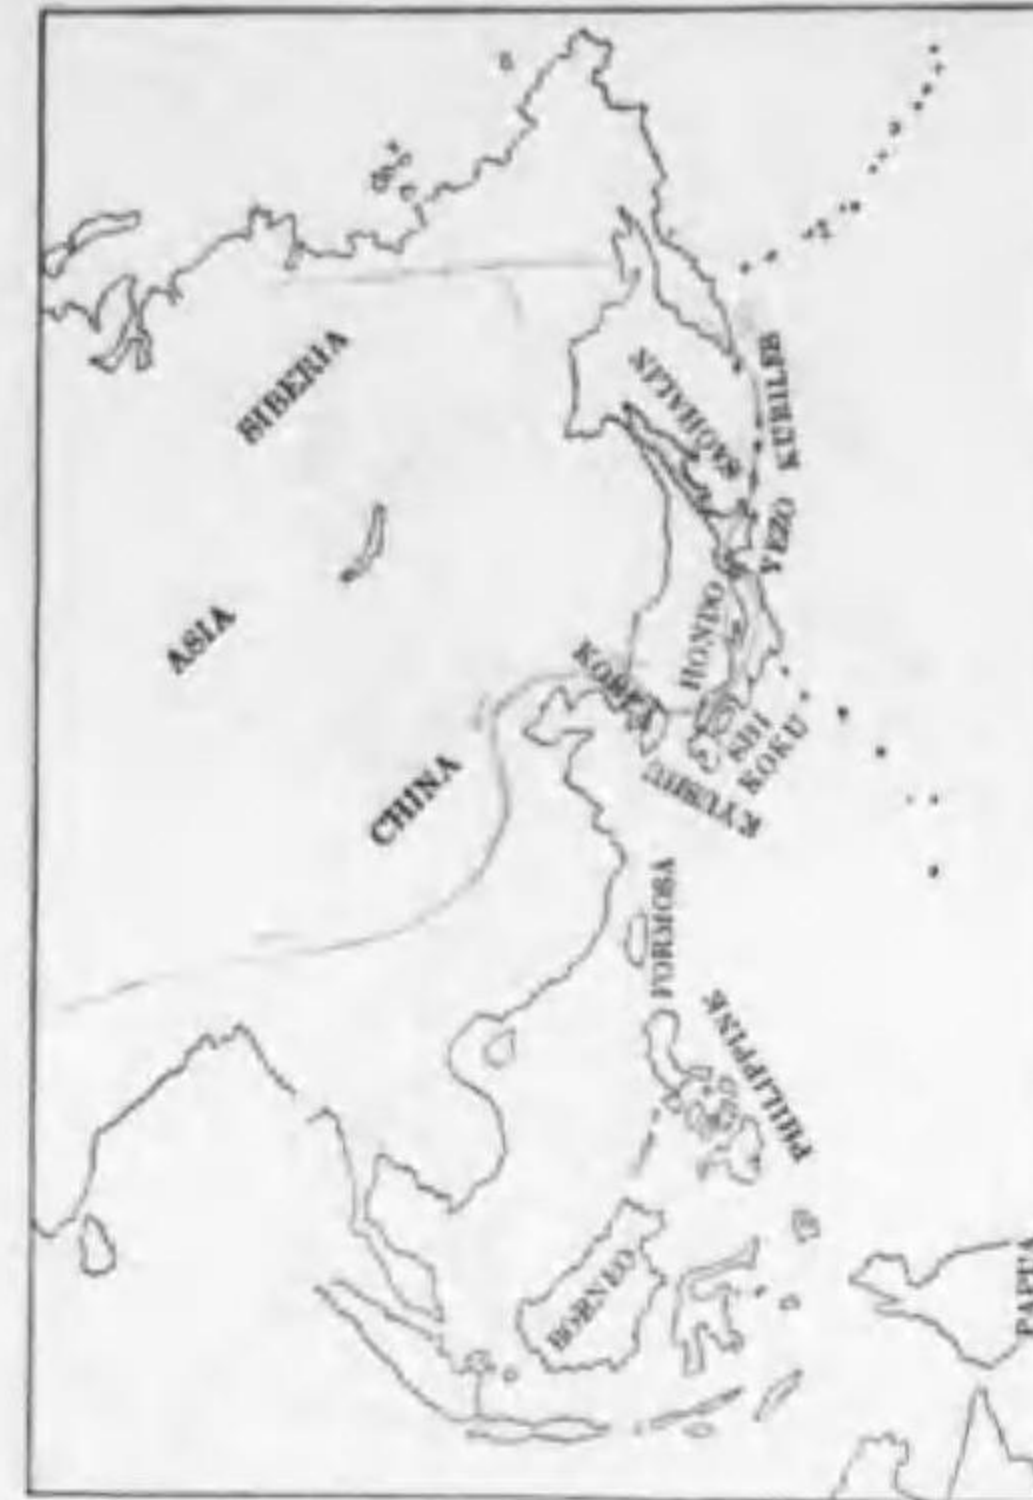 SIBERIA
SAGHALIEN
KURILES
YEZO
ASIA
HONDO
KOREA
SHI
KOKU
CHINA
KYUSHU
FORMOSA
PHILIPPINE
BORNEO
PAPUA